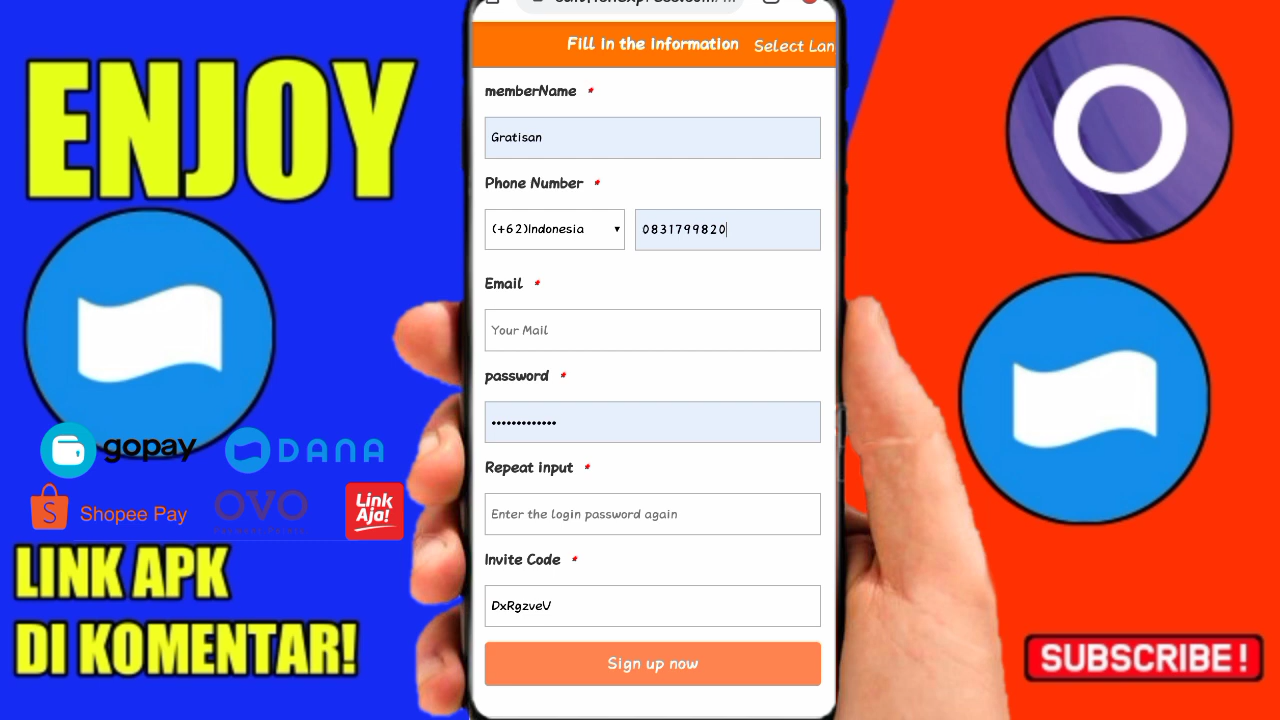 ENJOY
gopay
DANA
S
Shopee Pay
OVO
Link
Aja!
LINK APK
DI KOMENTAR!
Fill in the information
Select Lan
memberName *
Gratisan
Phone Number *
(+62)Indonesia
0831799820
Email *
Your Mail
password *
•••••••••••••
Repeat input *
Enter the login password again
Invite Code *
DxRgzveU
Sign up now
SUBSCRIBE !